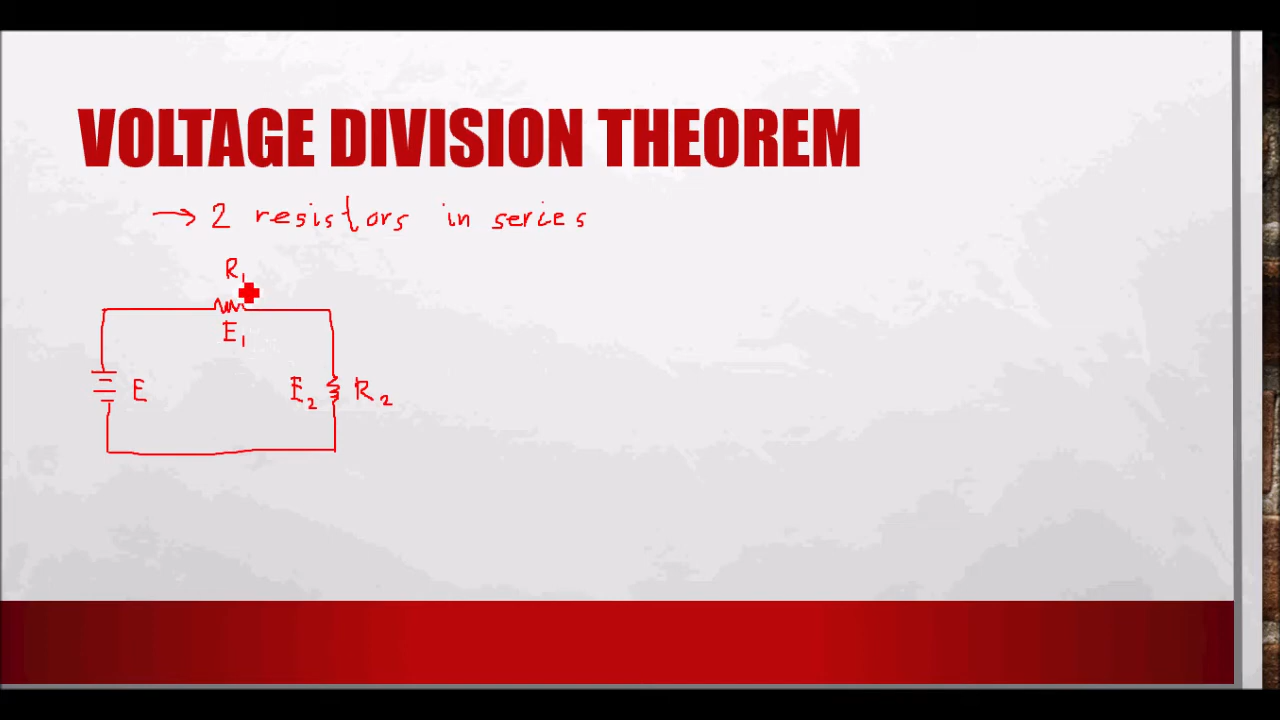 VOLTAGE DIVISION THEOREM
→ 2 resistors in series
R₁
E₁
E
E₂ R₂